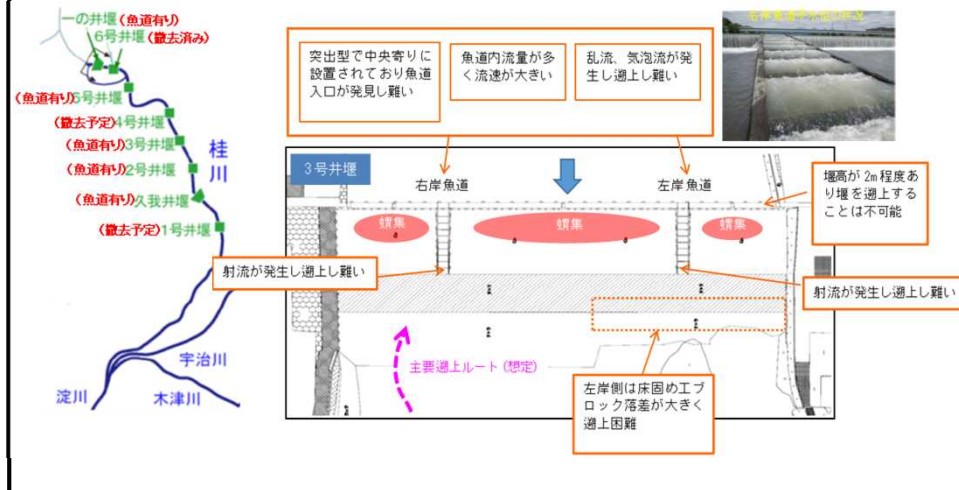 一の井堰(魚道有り)
6号井堰(撤去済み)
(魚道有り)5号井堰
(撤去予定)4号井堰
(魚道有り)3号井堰
(魚道有り)2号井堰
(魚道有り)久我井堰
(撤去予定)1号井堰
桂川
宇治川
木津川
淀川
突出型で中央寄りに
設置されており魚道
入口が発見し難い
魚道内流量が多
く流速が大きい
乱流、気泡流が発
生し遡上し難い
3号井堰
右岸魚道
左岸魚道
堰高が2m程度あ
り堰を遡上する
ことは不可能
蝟集
蝟集
蝟集
射流が発生し遡上し難い
射流が発生し遡上し難い
主要遡上ルート(想定)
左岸側は床固め工ブ
ロック落差が大きく
遡上困難